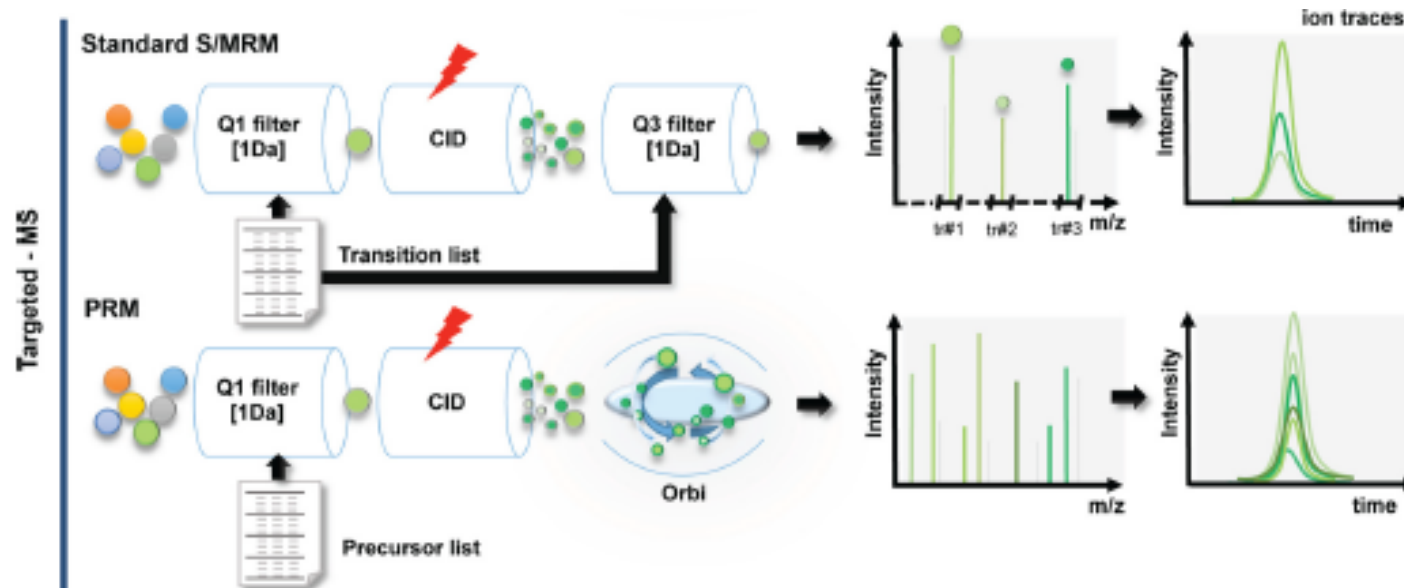 Targeted - MS
Standard S/MRM
Q1 filter
[1Da]
CID
Q3 filter
[1Da]
Transition list
Intensity
tr#1
tr#2
tr#3
m/z
ion traces
Intensity
time
PRM
Q1 filter
[1Da]
CID
Orbi
Precursor list
Intensity
m/z
Intensity
time